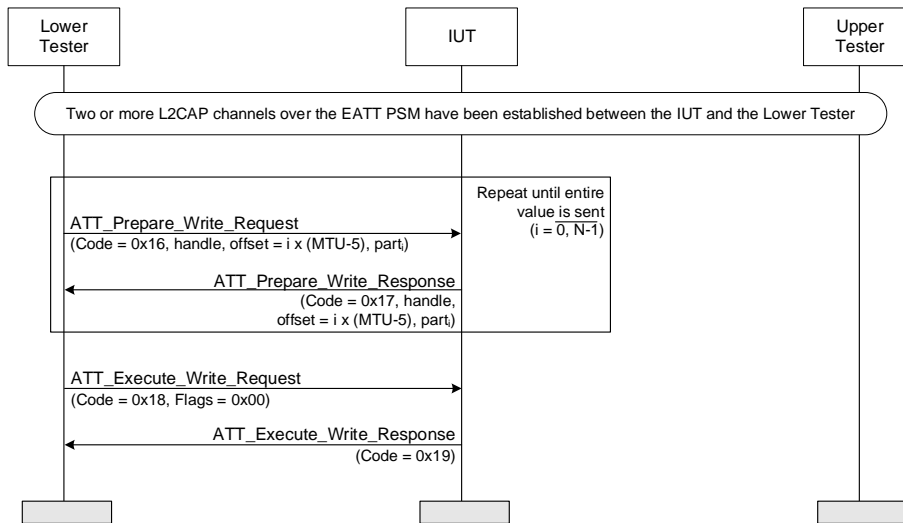 Lower
Tester
IUT
Upper
Tester
Two or more L2CAP channels over the EATT PSM have been established between the IUT and the Lower Tester
Repeat until entire
value is sent
(i = 0, N-1)
ATT_Prepare_Write_Request
(Code = 0x16, handle, offset = i x (MTU-5), partᵢ)
ATT_Prepare_Write_Response
(Code = 0x17, handle,
offset = i x (MTU-5), partᵢ)
ATT_Execute_Write_Request
(Code = 0x18, Flags = 0x00)
ATT_Execute_Write_Response
(Code = 0x19)